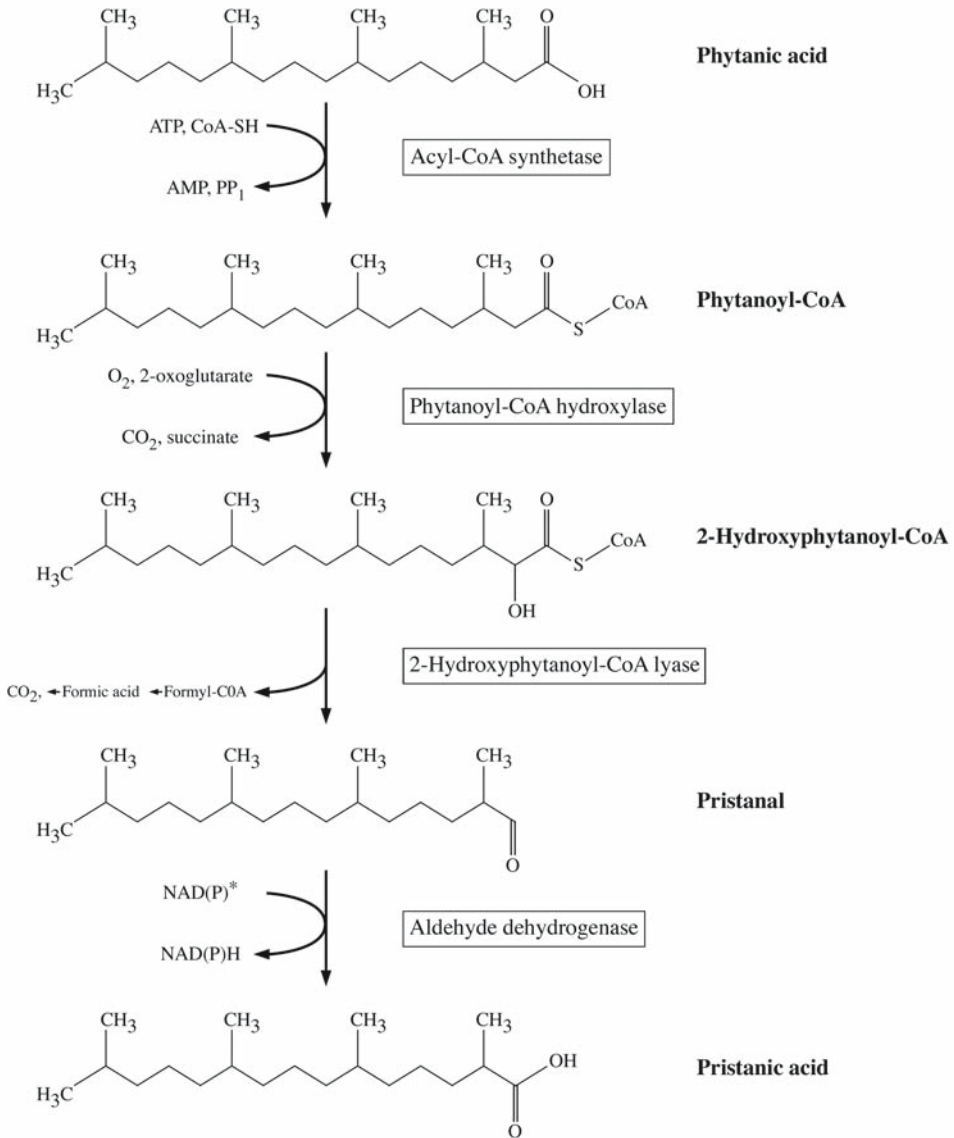 CH3 CH3 CH3 CH3 O
H3C OH
Phytanic acid
ATP, CoA-SH
AMP, PP1
Acyl-CoA synthetase
CH3 CH3 CH3 CH3 O
H3C S CoA
Phytanoyl-CoA
O2, 2-oxoglutarate
CO2, succinate
Phytanoyl-CoA hydroxylase
CH3 CH3 CH3 CH3 O
H3C S CoA
OH
2-Hydroxyphytanoyl-CoA
2-Hydroxyphytanoyl-CoA lyase
CO2, Formic acid Formyl-C0A
CH3 CH3 CH3 CH3
H3C
O
Pristanal
NAD(P)*
NAD(P)H
Aldehyde dehydrogenase
CH3 CH3 CH3 CH3
H3C OH
O
Pristanic acid